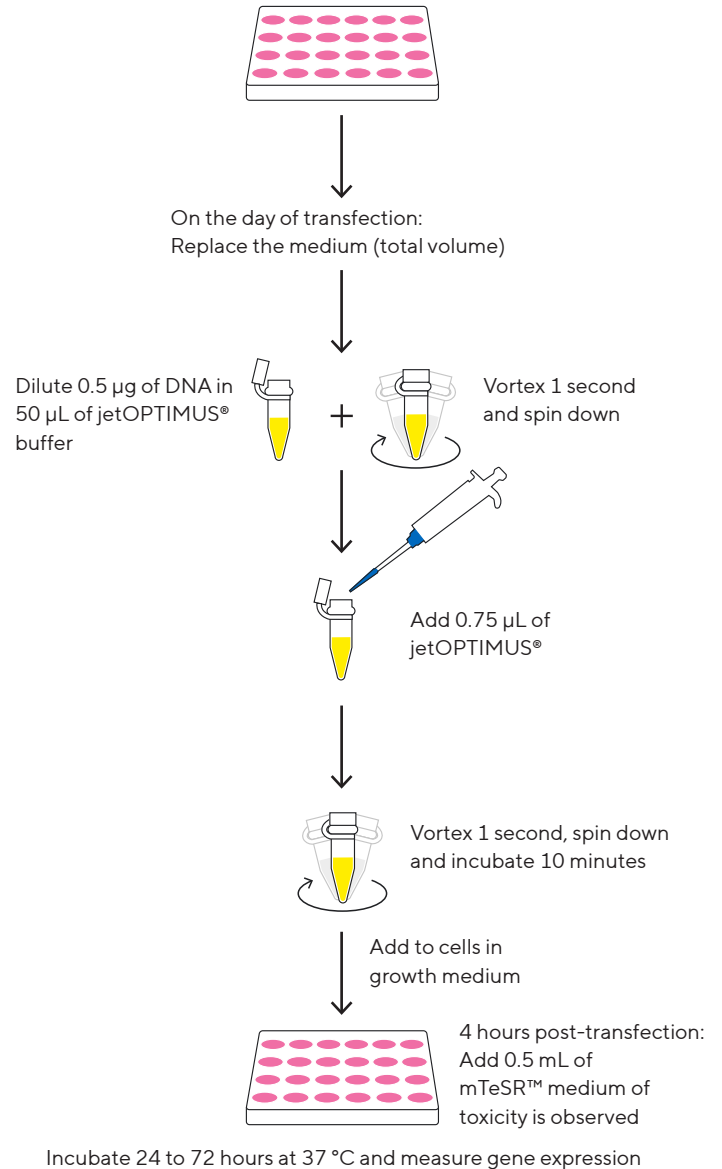 On the day of transfection:
Replace the medium (total volume)
Dilute 0.5 µg of DNA in
50 µL of jetOPTIMUS®
buffer
+
Vortex 1 second
and spin down
Add 0.75 µL of
jetOPTIMUS®
Vortex 1 second, spin down
and incubate 10 minutes
Add to cells in
growth medium
4 hours post-transfection:
Add 0.5 mL of
mTeSR™ medium of
toxicity is observed
Incubate 24 to 72 hours at 37 °C and measure gene expression